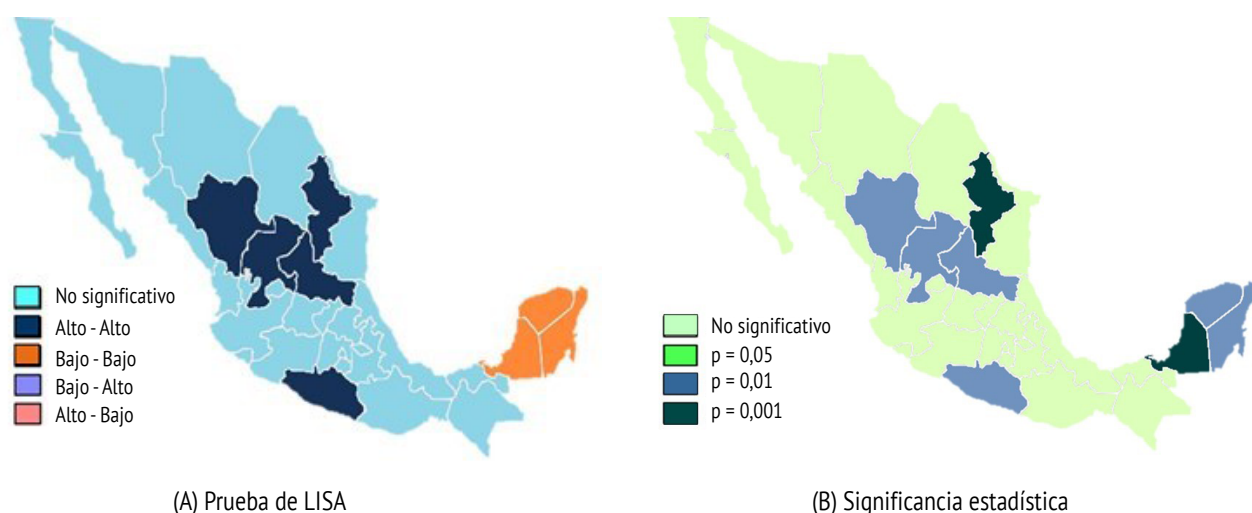 No significativo
Alto - Alto
Bajo - Bajo
Bajo - Alto
Alto - Bajo
(A) Prueba de LISA
No significativo
p = 0,05
p = 0,01
p = 0,001
(B) Significancia estadística